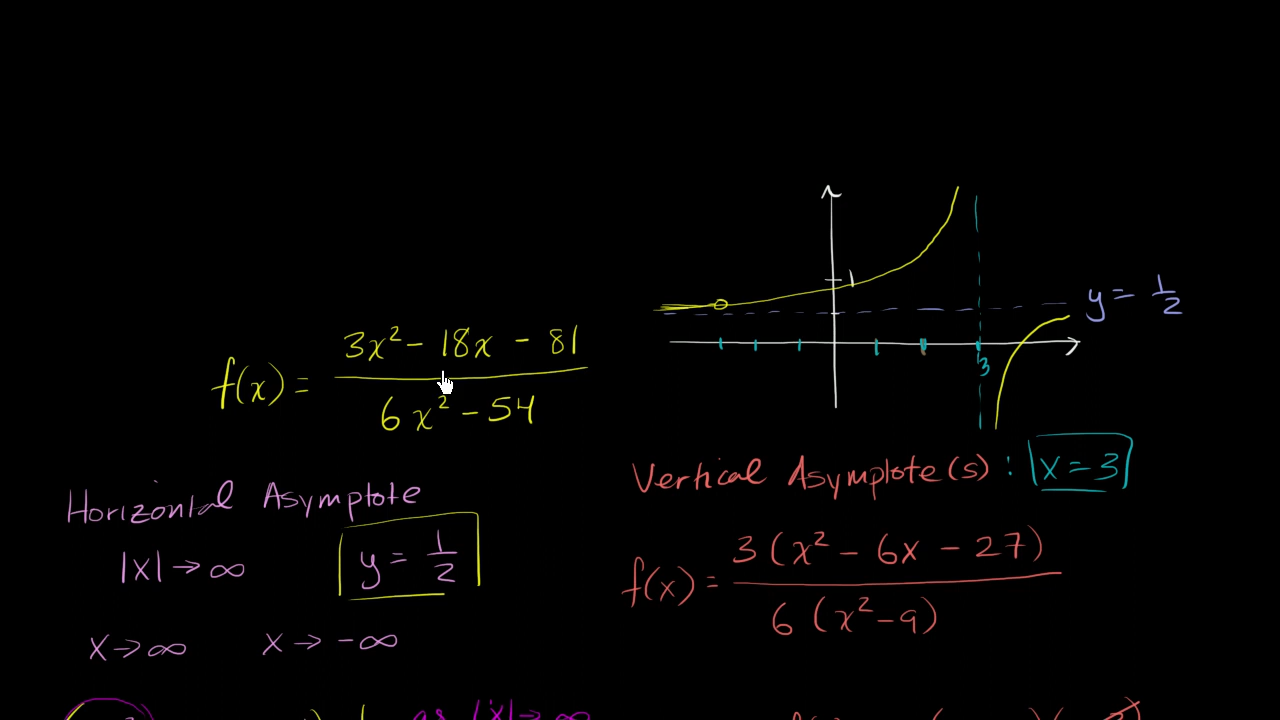 1
y = 1/2
3
f(x) = (3x² - 18x - 81)/(6x² - 54)
Vertical Asymptote(s) : x = 3
Horizontal Asymptote
|x| → ∞ y = 1/2
f(x) = 3(x² - 6x - 27)/6(x² - 9)
x → ∞ x → -∞
as |x| → ∞